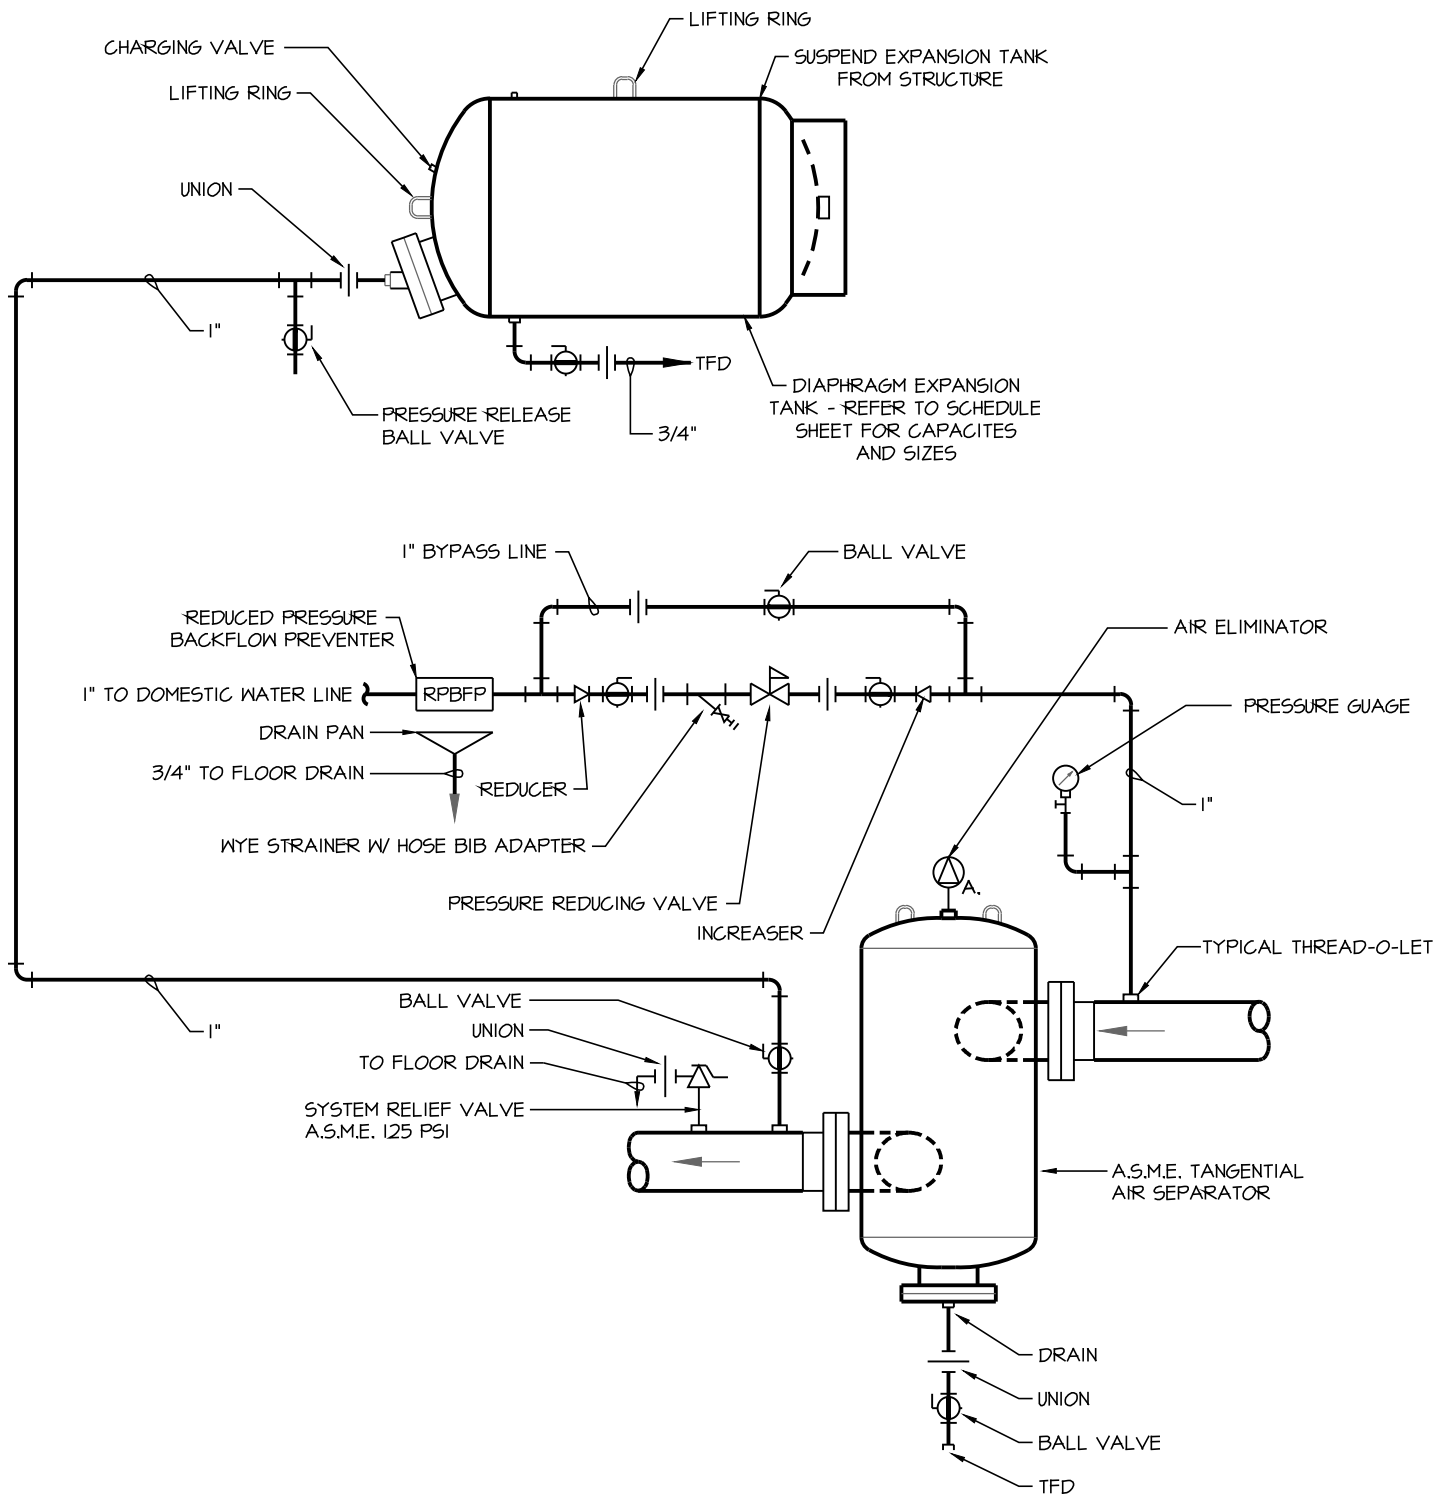 LIFTING RING
CHARGING VALVE
SUSPEND EXPANSION TANK
FROM STRUCTURE
LIFTING RING
UNION
1"
TFD
PRESSURE RELEASE
BALL VALVE
3/4"
DIAPHRAGM EXPANSION
TANK - REFER TO SCHEDULE
SHEET FOR CAPACITES
AND SIZES
1" BYPASS LINE
BALL VALVE
REDUCED PRESSURE
BACKFLOW PREVENTER
AIR ELIMINATOR
1" TO DOMESTIC WATER LINE
RPBFP
PRESSURE GUAGE
DRAIN PAN
3/4" TO FLOOR DRAIN
REDUCER
1"
WYE STRAINER W/ HOSE BIB ADAPTER
A.
PRESSURE REDUCING VALVE
INCREASER
TYPICAL THREAD-O-LET
BALL VALVE
1"
UNION
TO FLOOR DRAIN
SYSTEM RELIEF VALVE
A.S.M.E. 125 PSI
A.S.M.E. TANGENTIAL
AIR SEPARATOR
DRAIN
UNION
BALL VALVE
TFD